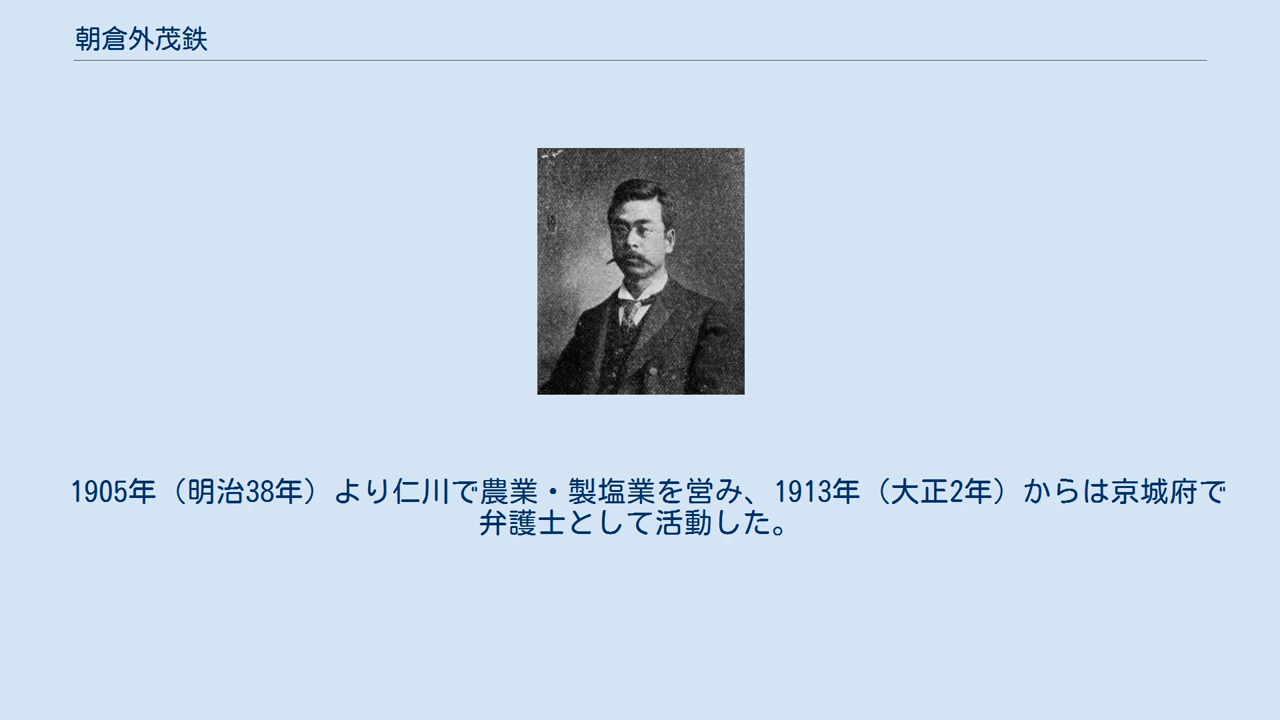 朝倉外茂鉄
1905年（明治38年）より仁川で農業・製塩業を営み、1913年（大正2年）からは京城府で
弁護士として活動した。